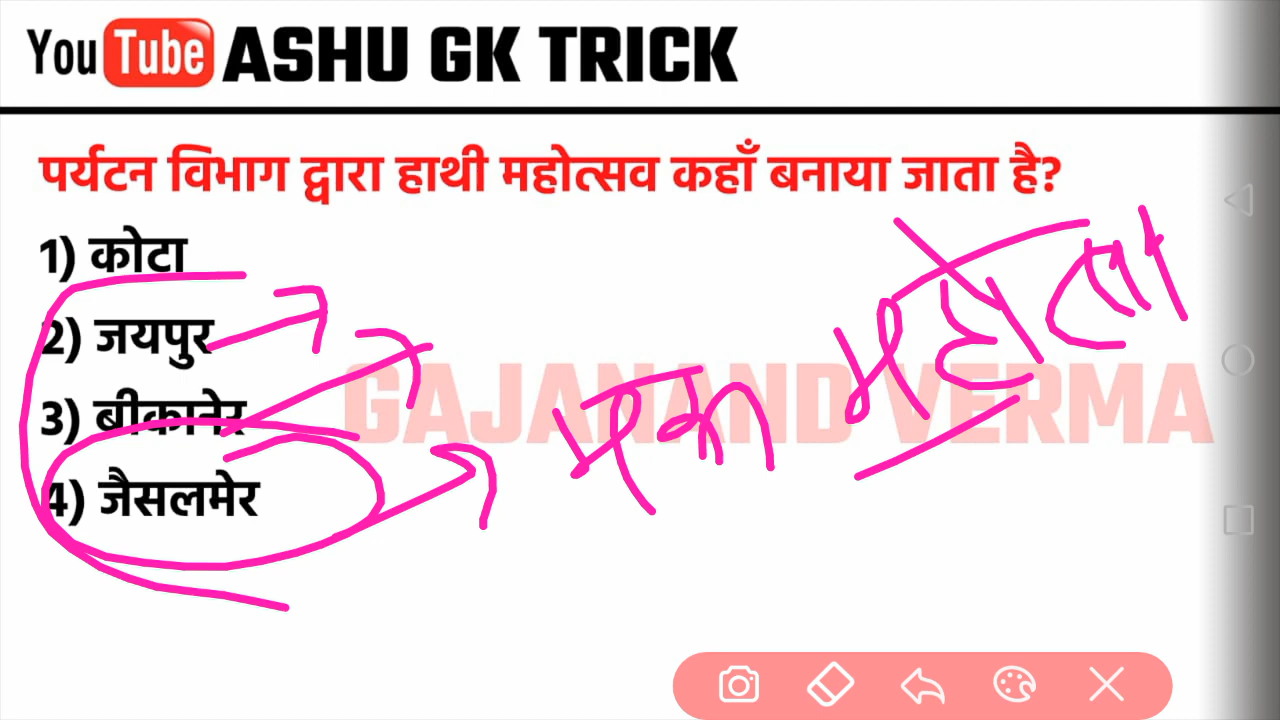 You Tube ASHU GK TRICK
पर्यटन विभाग द्वारा हाथी महोत्सव कहाँ बनाया जाता है?
1) कोटा
2) जयपुर
3) बीकानेर
4) जैसलमेर
GAJANAND VERMA